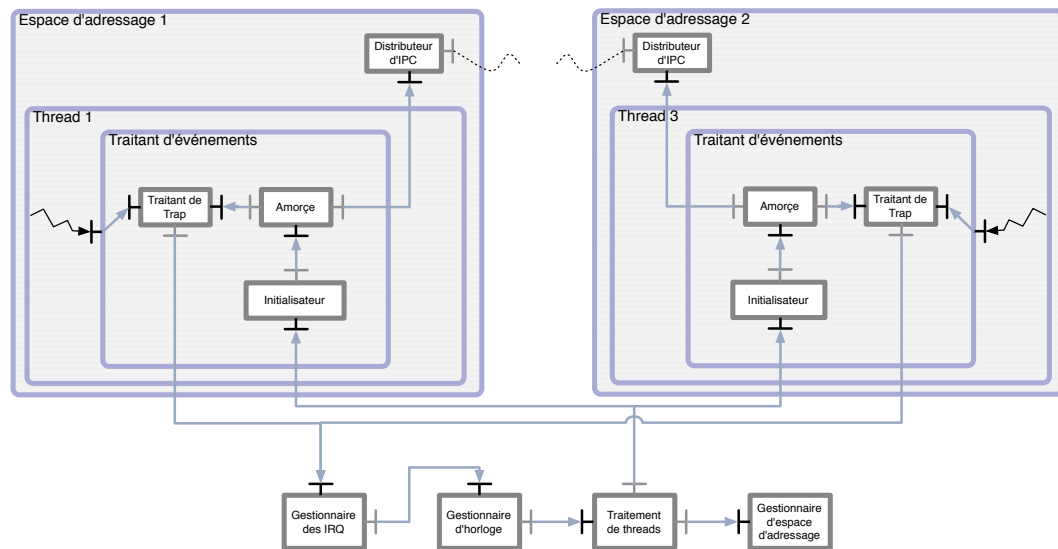 Espace d'adressage 1
Espace d'adressage 2
Distributeur
d'IPC
Distributeur
d'IPC
Thread 1
Thread 3
Traitant d'événements
Traitant d'événements
Traitant de
Trap
Amorçe
Amorçe
Traitant de
Trap
Initialisateur
Initialisateur
Gestionnaire
des IRQ
Gestionnaire
d'horloge
Traitement
de threads
Gestionnaire
d'espace
d'adressage